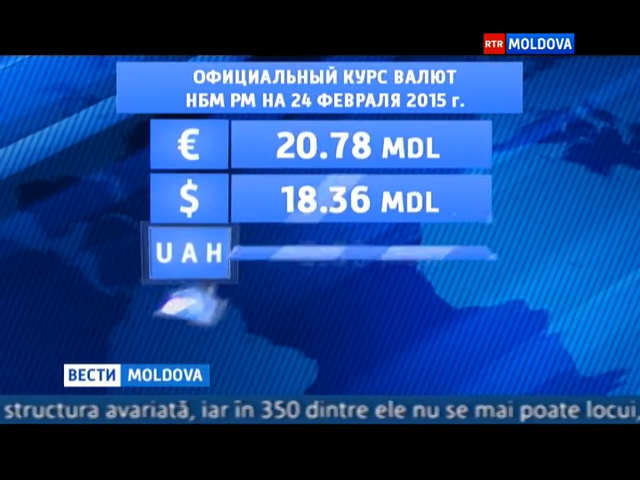 RTR MOLDOVA
ОФИЦИАЛЬНЫЙ КУРС ВАЛЮТ
НБМ РМ НА 24 ФЕВРАЛЯ 2015 г.
€ 20.78 MDL
$ 18.36 MDL
UAH
ВЕСТИ MOLDOVA
structura avariată, iar în 350 dintre ele nu se mai poate locui,